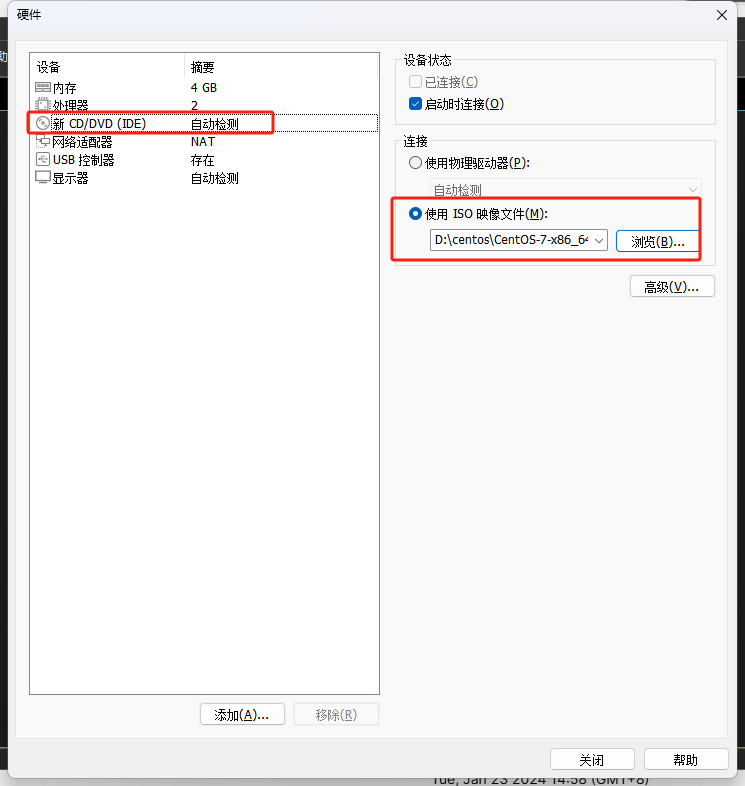 硬件
设备 摘要
内存 4 GB
处理器 2
新 CD/DVD (IDE) 自动检测
网络适配器 NAT
USB 控制器 存在
显示器 自动检测
添加(A)... 移除(R)
设备状态
已连接(C)
启动时连接(O)
连接
使用物理驱动器(P):
自动检测
使用 ISO 映像文件(M):
D:\centos\CentOS-7-x86_64 浏览(B)...
高级(V)...
关闭 帮助
Tue, Jan 23 2024 14:58 (GMT+8)